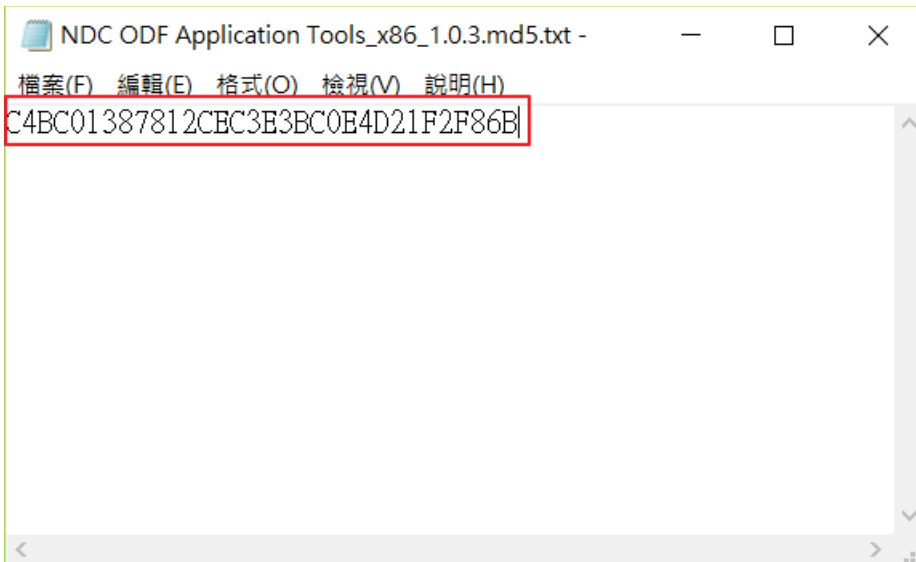 NDC ODF Application Tools_x86_1.0.3.md5.txt -
檔案(F) 編輯(E) 格式(O) 檢視(V) 說明(H)
C4BC01387812CEC3E3BC0E4D21F2F86B